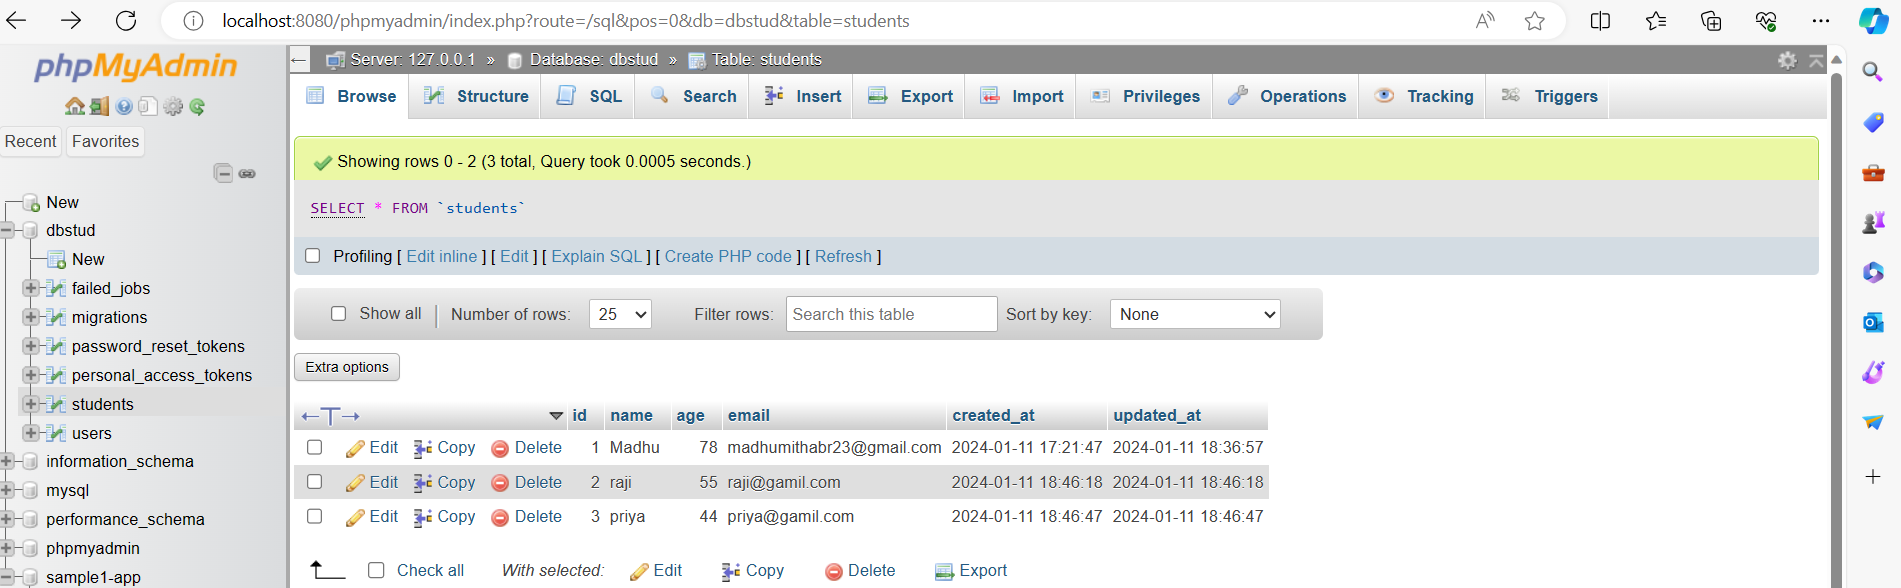 localhost:8080/phpmyadmin/index.php?route=/sql&pos=0&db=dbstud&table=students
phpMyAdmin
Recent Favorites
New
dbstud
New
failed_jobs
migrations
password_reset_tokens
personal_access_tokens
students
users
information_schema
mysql
performance_schema
phpmyadmin
sample1-app
Server: 127.0.0.1 » Database: dbstud » Table: students
Browse Structure SQL Search Insert Export Import Privileges Operations Tracking Triggers
Showing rows 0 - 2 (3 total, Query took 0.0005 seconds.)
SELECT * FROM `students`
Profiling [ Edit inline ] [ Edit ] [ Explain SQL ] [ Create PHP code ] [ Refresh ]
Show all | Number of rows: 25 Filter rows: Search this table Sort by key: None
Extra options
←T→ id name age email created_at updated_at
Edit Copy Delete 1 Madhu 78 madhumithabr23@gmail.com 2024-01-11 17:21:47 2024-01-11 18:36:57
Edit Copy Delete 2 raji 55 raji@gamil.com 2024-01-11 18:46:18 2024-01-11 18:46:18
Edit Copy Delete 3 priya 44 priya@gamil.com 2024-01-11 18:46:47 2024-01-11 18:46:47
Check all With selected: Edit Copy Delete Export